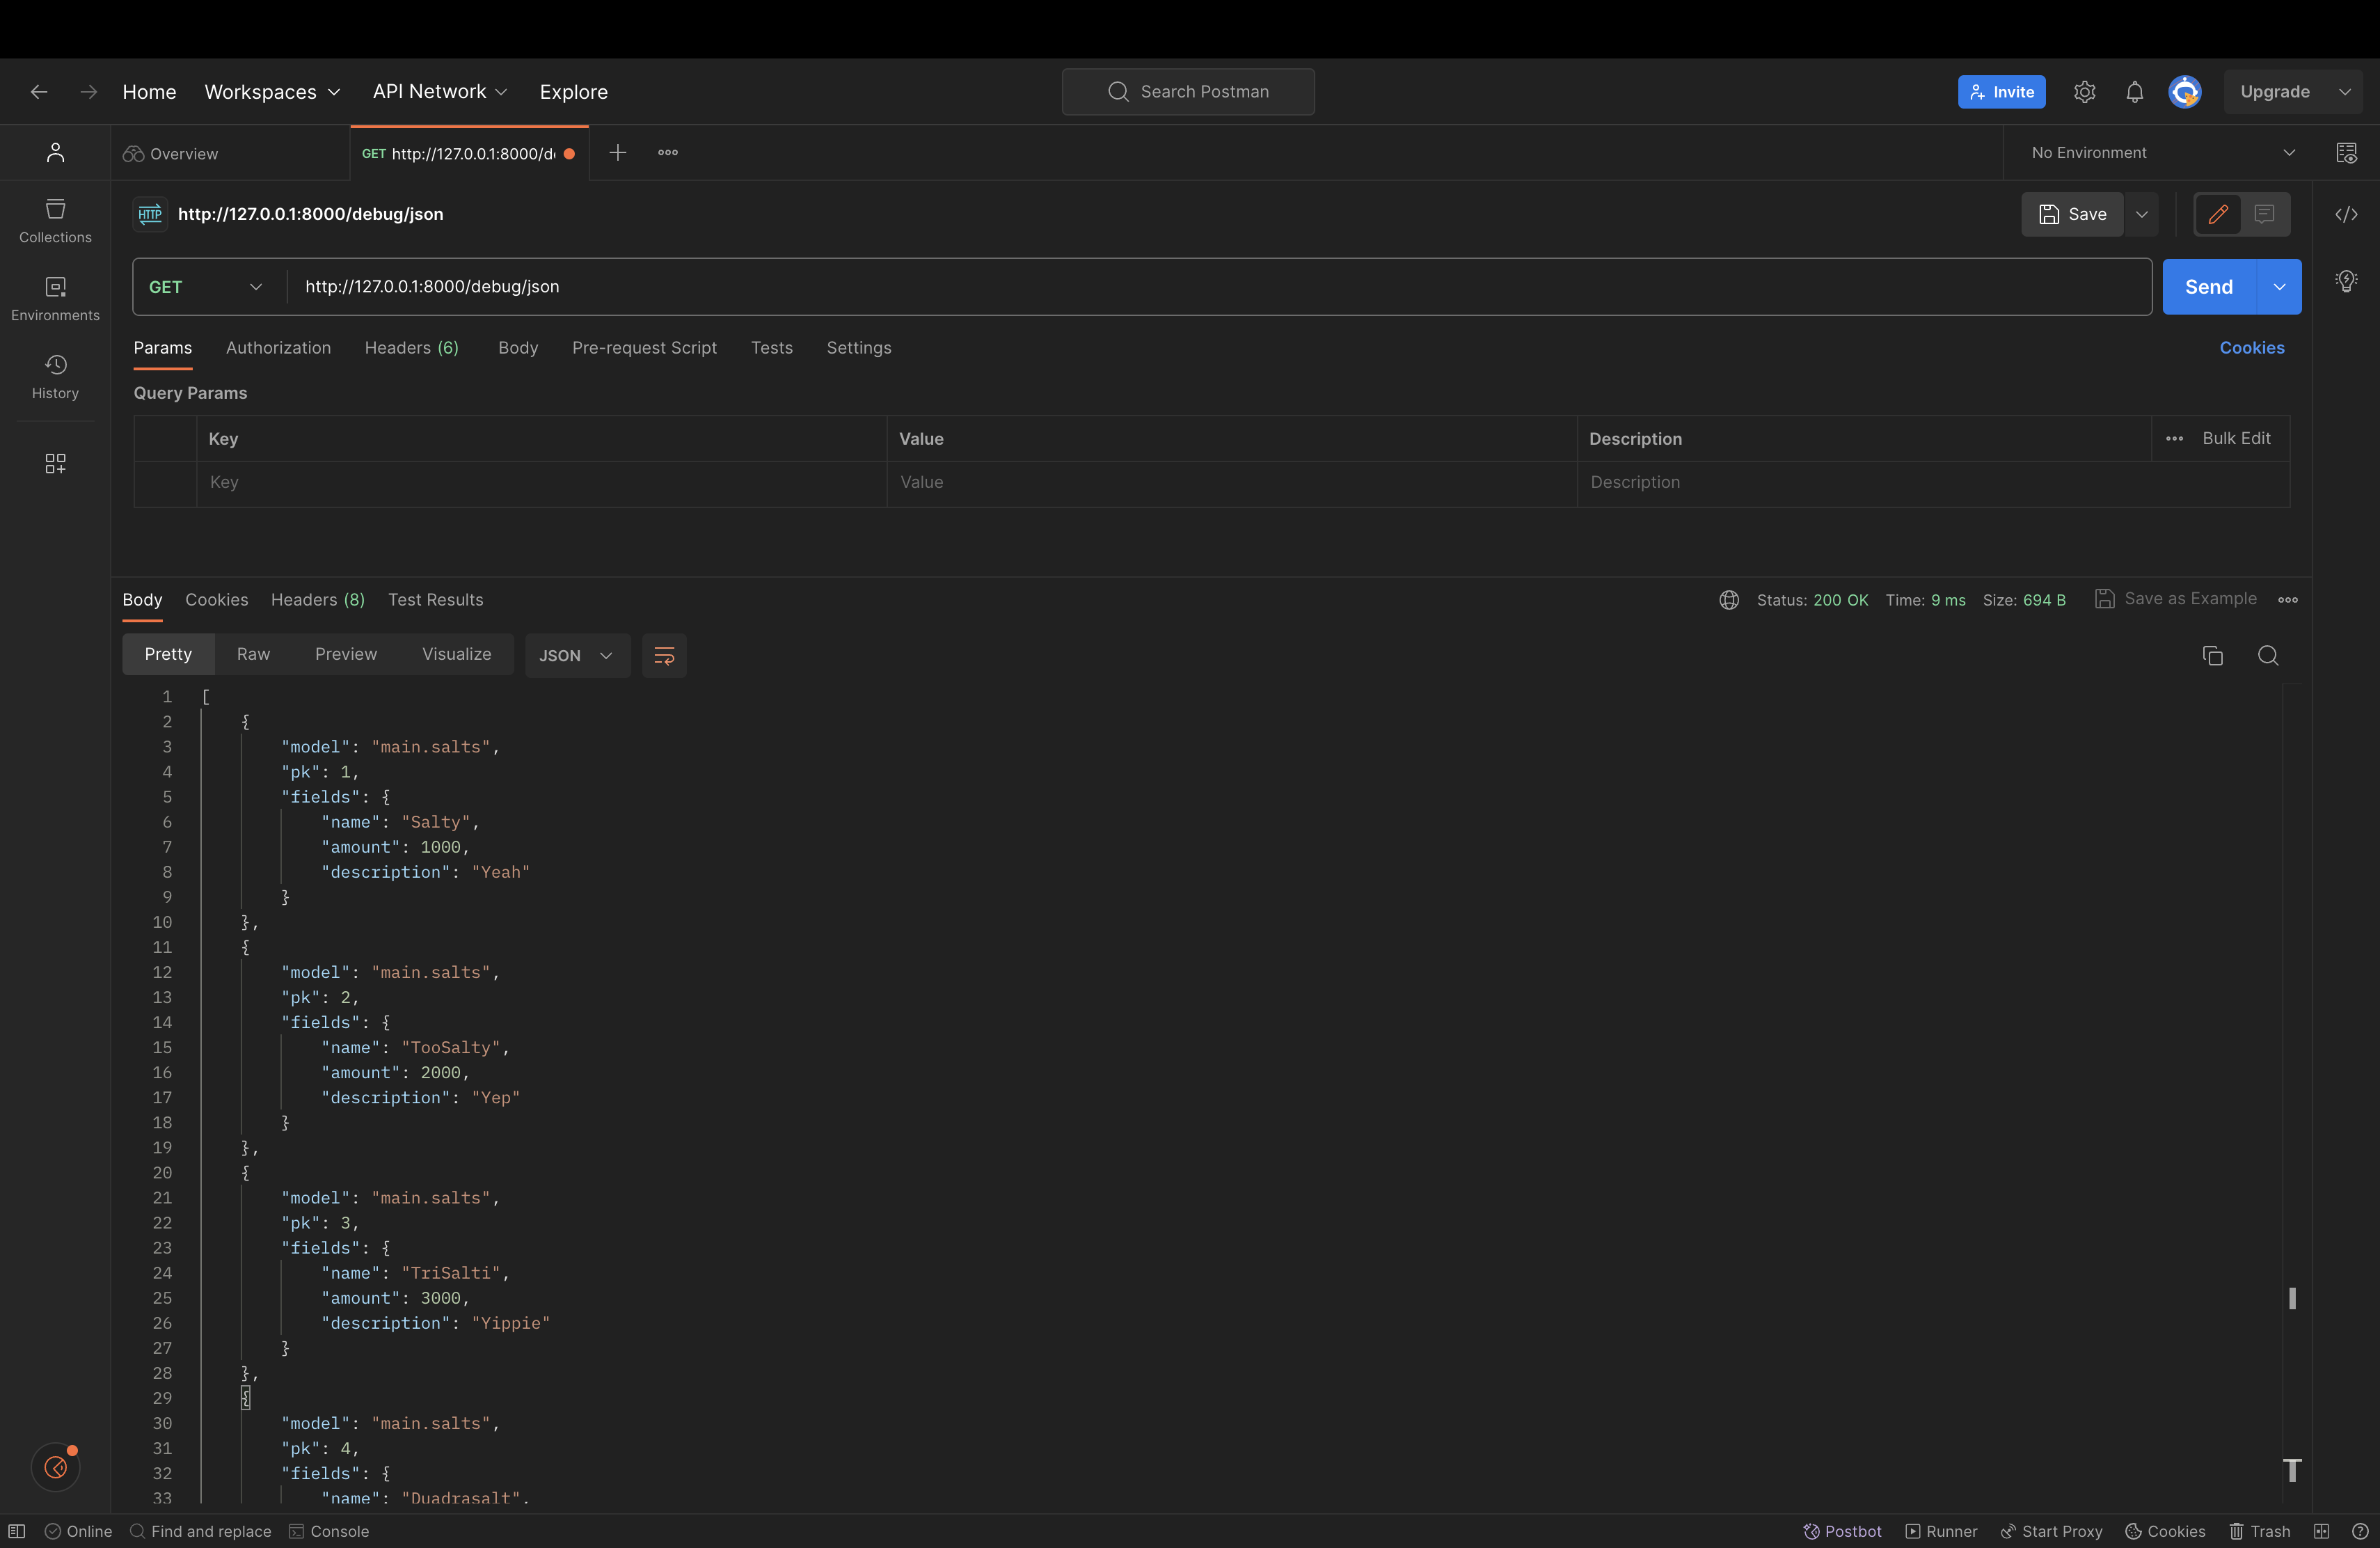 Home Workspaces API Network Explore Search Postman Invite Upgrade
Overview GET http://127.0.0.1:8000/de No Environment
HTTP http://127.0.0.1:8000/debug/json Save
Collections
GET http://127.0.0.1:8000/debug/json Send
Environments
Params Authorization Headers (6) Body Pre-request Script Tests Settings Cookies
History
Query Params
Key Value Description Bulk Edit
Key Value Description
Body Cookies Headers (8) Test Results Status: 200 OK Time: 9 ms Size: 694 B Save as Example
Pretty Raw Preview Visualize JSON
1 [
2 {
3 "model": "main.salts",
4 "pk": 1,
5 "fields": {
6 "name": "Salty",
7 "amount": 1000,
8 "description": "Yeah"
9 }
10 },
11 {
12 "model": "main.salts",
13 "pk": 2,
14 "fields": {
15 "name": "TooSalty",
16 "amount": 2000,
17 "description": "Yep"
18 }
19 },
20 {
21 "model": "main.salts",
22 "pk": 3,
23 "fields": {
24 "name": "TriSalti",
25 "amount": 3000,
26 "description": "Yippie"
27 }
28 },
29 {
30 "model": "main.salts",
31 "pk": 4,
32 "fields": {
33 "name": "Duadrasalt",
Online Find and replace Console Postbot Runner Start Proxy Cookies Trash